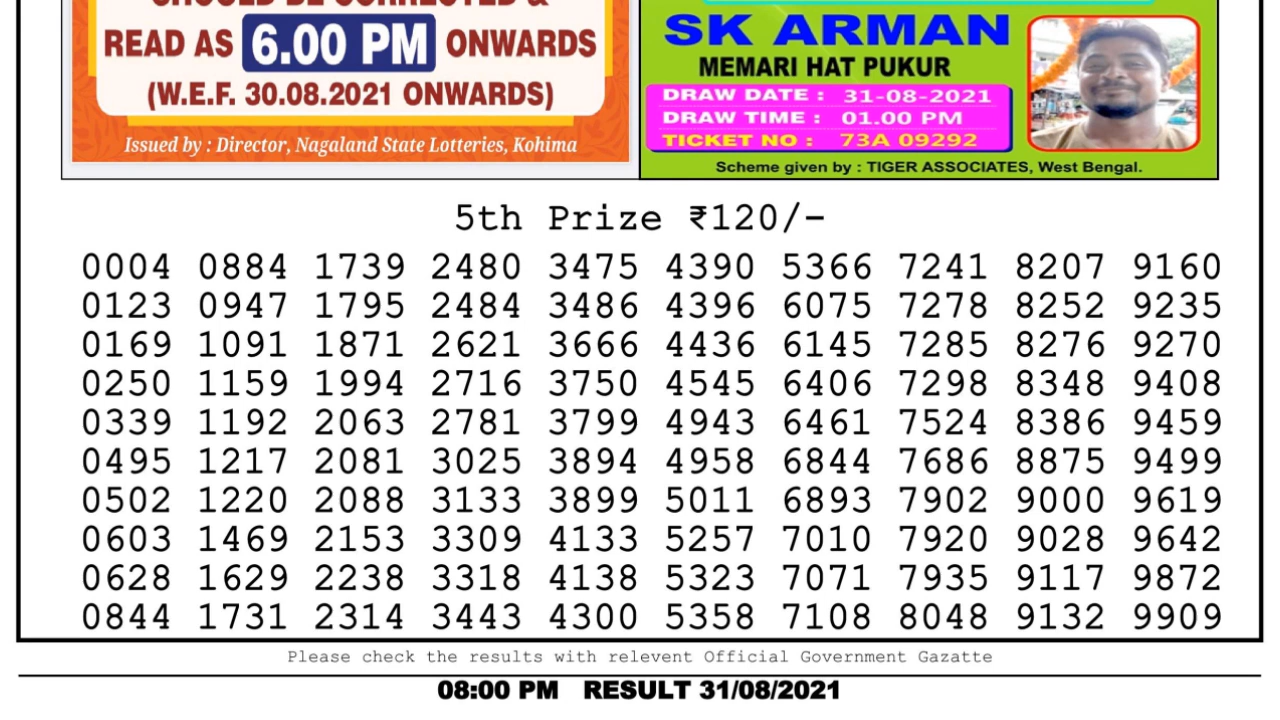 SHOULD BE CORRECTED &
READ AS 6.00 PM ONWARDS
(W.E.F. 30.08.2021 ONWARDS)
Issued by : Director, Nagaland State Lotteries, Kohima
SK ARMAN
MEMARI HAT PUKUR
DRAW DATE : 31-08-2021
DRAW TIME : 01.00 PM
TICKET NO : 73A 09292
Scheme given by : TIGER ASSOCIATES, West Bengal.
5th Prize ₹120/-
0004 0884 1739 2480 3475 4390 5366 7241 8207 9160
0123 0947 1795 2484 3486 4396 6075 7278 8252 9235
0169 1091 1871 2621 3666 4436 6145 7285 8276 9270
0250 1159 1994 2716 3750 4545 6406 7298 8348 9408
0339 1192 2063 2781 3799 4943 6461 7524 8386 9459
0495 1217 2081 3025 3894 4958 6844 7686 8875 9499
0502 1220 2088 3133 3899 5011 6893 7902 9000 9619
0603 1469 2153 3309 4133 5257 7010 7920 9028 9642
0628 1629 2238 3318 4138 5323 7071 7935 9117 9872
0844 1731 2314 3443 4300 5358 7108 8048 9132 9909
Please check the results with relevent Official Government Gazatte
08:00 PM RESULT 31/08/2021